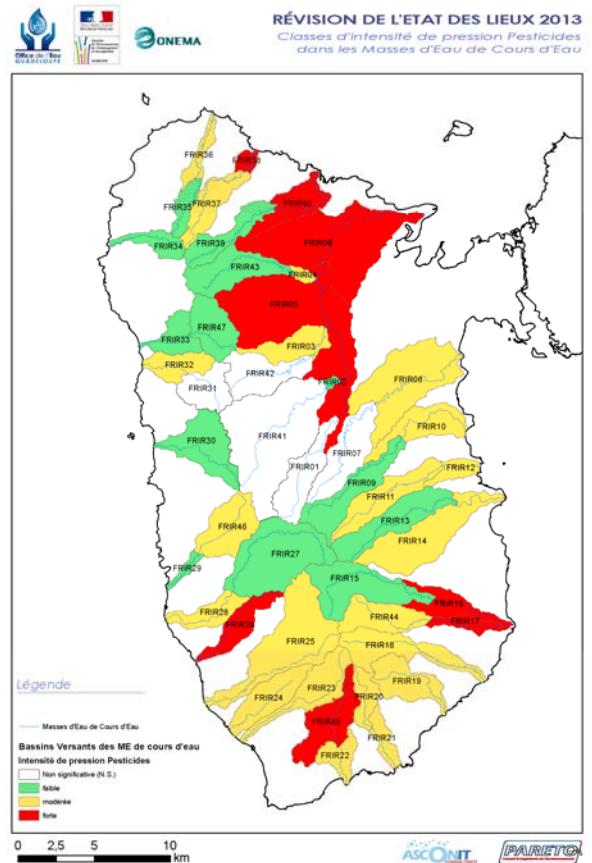 Office de l'Eau
GUADELOUPE
ONEMA
RÉVISION DE L'ETAT DES LIEUX 2013
Classes d'intensité de pression Pesticides
dans les Masses d'Eau de Cours d'Eau
FRIR36
FRIR38
FRIR35
FRIR37
FRIR40
FRIR34
FRIR39
FRIR06
FRIR43
FRIR04
FRIR05
FRIR47
FRIR33
FRIR03
FRIR32
FRIR42
FRIR02
FRIR08
FRIR31
FRIR10
FRIR30
FRIR41
FRIR07
FRIR01
FRIR12
FRIR09
FRIR11
FRIR13
FRIR46
FRIR14
FRIR27
FRIR29
FRIR15
FRIR16
FRIR28
FRIR44
FRIR17
FRIR26
FRIR25
FRIR18
FRIR19
FRIR23
FRIR24
FRIR20
FRIR45
FRIR21
FRIR22
Légende
Masses d'Eau de Cours d'Eau
Bassins Versants des ME de cours d'eau
Intensité de pression Pesticides
Non significative (N.S.)
faible
modérée
forte
0 2,5 5 10
km
ASCONIT
PARETO